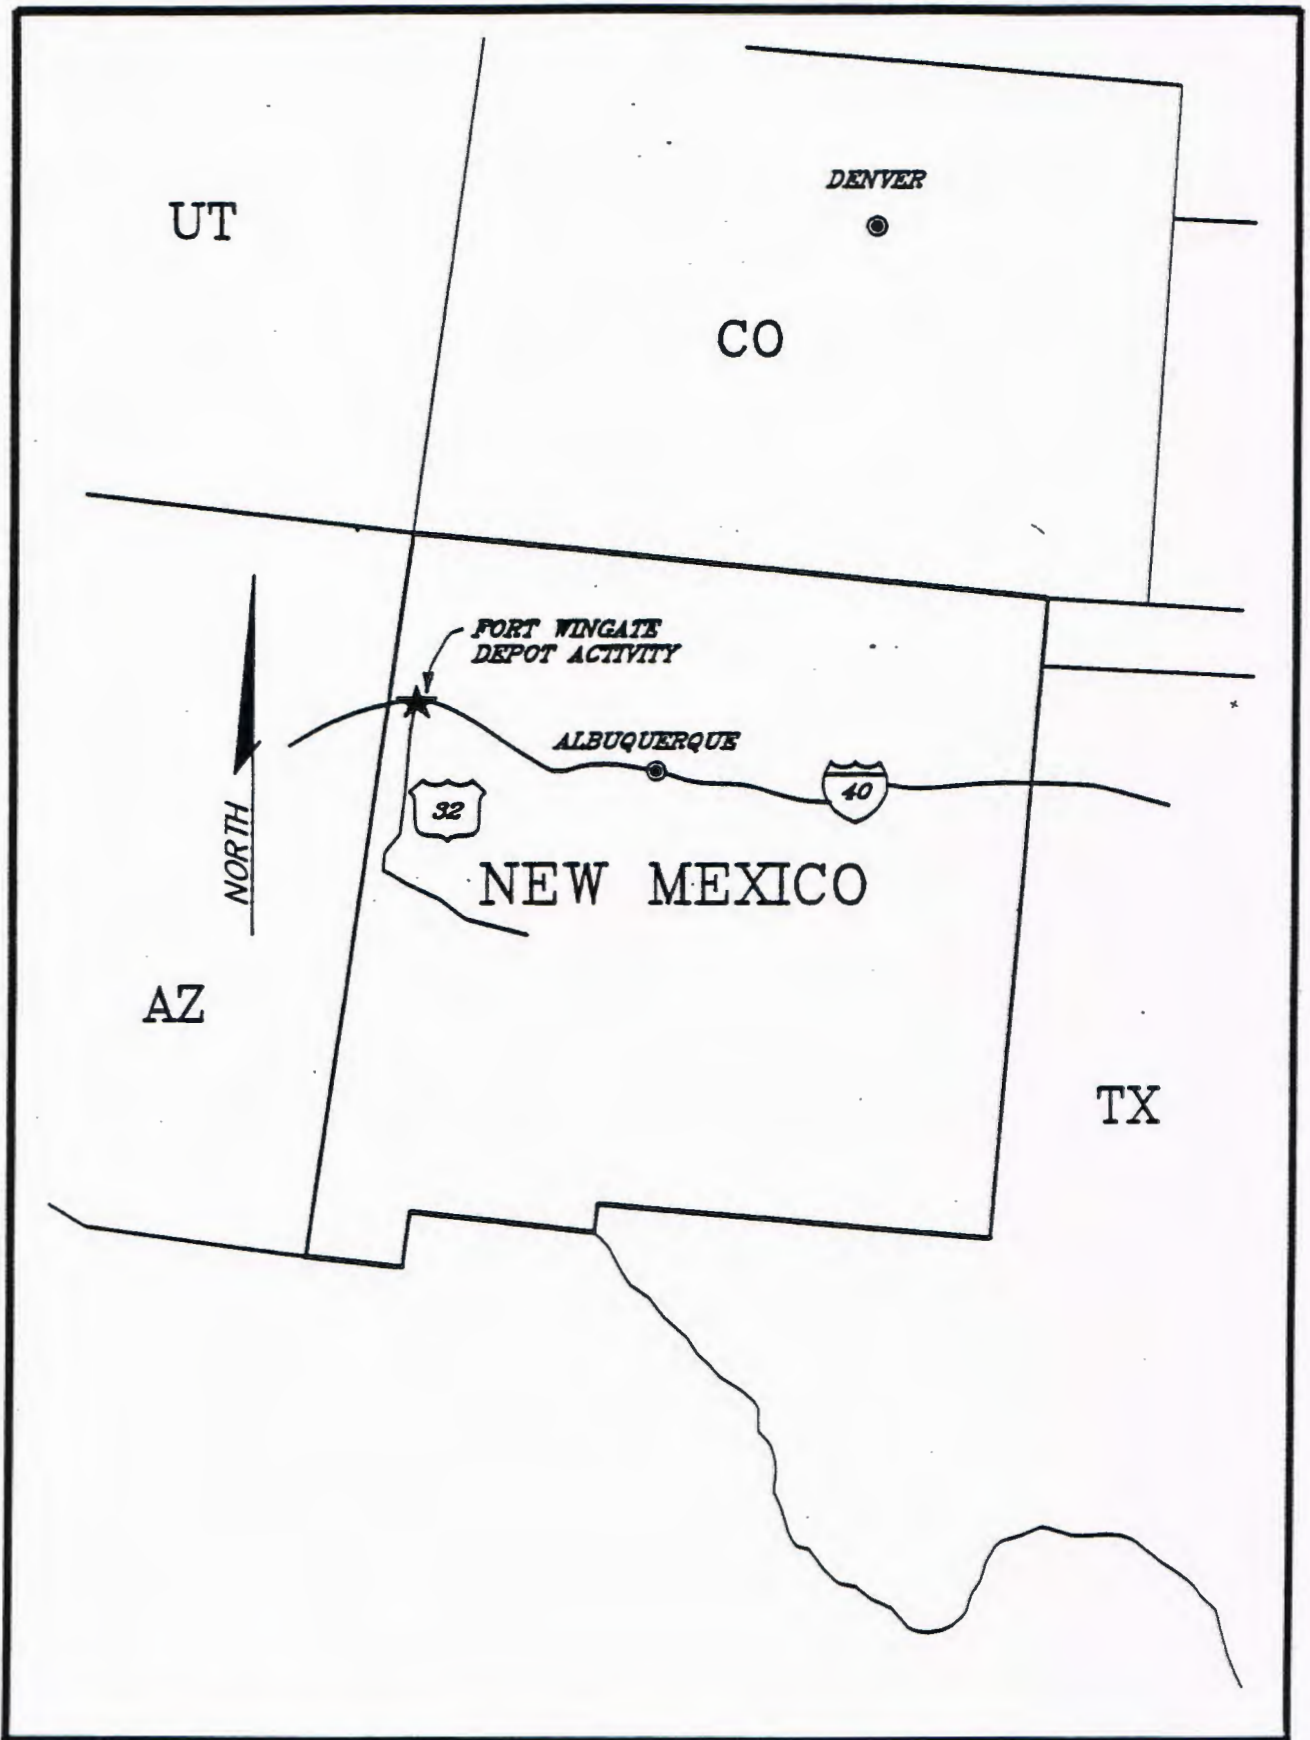 DENVER
UT
CO
FORT WINGATE
DEPOT ACTIVITY
ALBUQUERQUE
40
32
NORTH
NEW MEXICO
AZ
TX